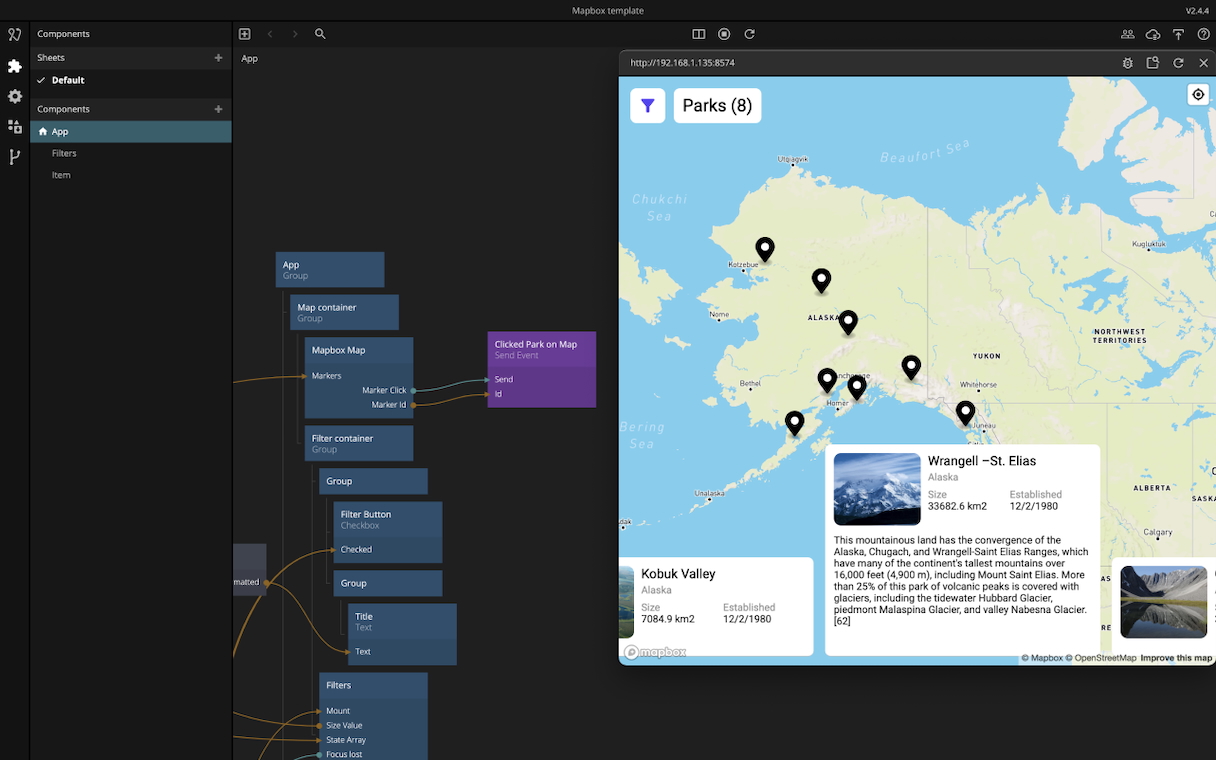 Mapbox template
V2.4.4
Components
Sheets
Default
Components
App
Filters
Item
App
App
Group
Map container
Group
Mapbox Map
Markers
Marker Click
Marker Id
Clicked Park on Map
Send Event
Send
Id
Filter container
Group
Group
Filter Button
Checkbox
Checked
matted
Group
Title
Text
Text
Filters
Mount
Size Value
State Array
Focus lost
http://192.168.1.135:8574
Parks (8)
Utqiagvik
Beaufort Sea
Chukchi
Sea
Kugluktuk
Kotzebue
Nome
ALASKA
NORTHWEST
TERRITORIES
YUKON
Bethel
Whitehorse
Homer
Juneau
Bering
Sea
Unalaska
ALBERTA
SASKA
Calgary
Wrangell –St. Elias
Alaska
Size
Established
33682.6 km2
12/2/1980
This mountainous land has the convergence of the
Alaska, Chugach, and Wrangell-Saint Elias Ranges, which
have many of the continent's tallest mountains over
16,000 feet (4,900 m), including Mount Saint Elias. More
than 25% of this park of volcanic peaks is covered with
glaciers, including the tidewater Hubbard Glacier,
piedmont Malaspina Glacier, and valley Nabesna Glacier.
[62]
Kobuk Valley
Alaska
Size
Established
7084.9 km2
12/2/1980
mapbox
© Mapbox © OpenStreetMap Improve this map